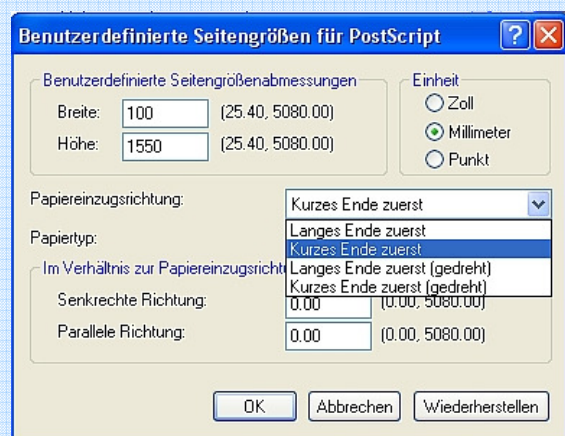 Benutzerdefinierte Seitengrößen für PostScript
Benutzerdefinierte Seitengrößenabmessungen
Breite: 100 (25.40, 5080.00)
Höhe: 1550 (25.40, 5080.00)
Einheit
Zoll
Millimeter
Punkt
Papiereinzugsrichtung: Kurzes Ende zuerst
Langes Ende zuerst
Kurzes Ende zuerst
Langes Ende zuerst (gedreht)
Kurzes Ende zuerst (gedreht)
Papiertyp:
Im Verhältnis zur
Senkrechte Richtung: 0.00 (0.00, 5080.00)
Parallele Richtung: 0.00 (0.00, 5080.00)
OK Abbrechen Wiederherstellen